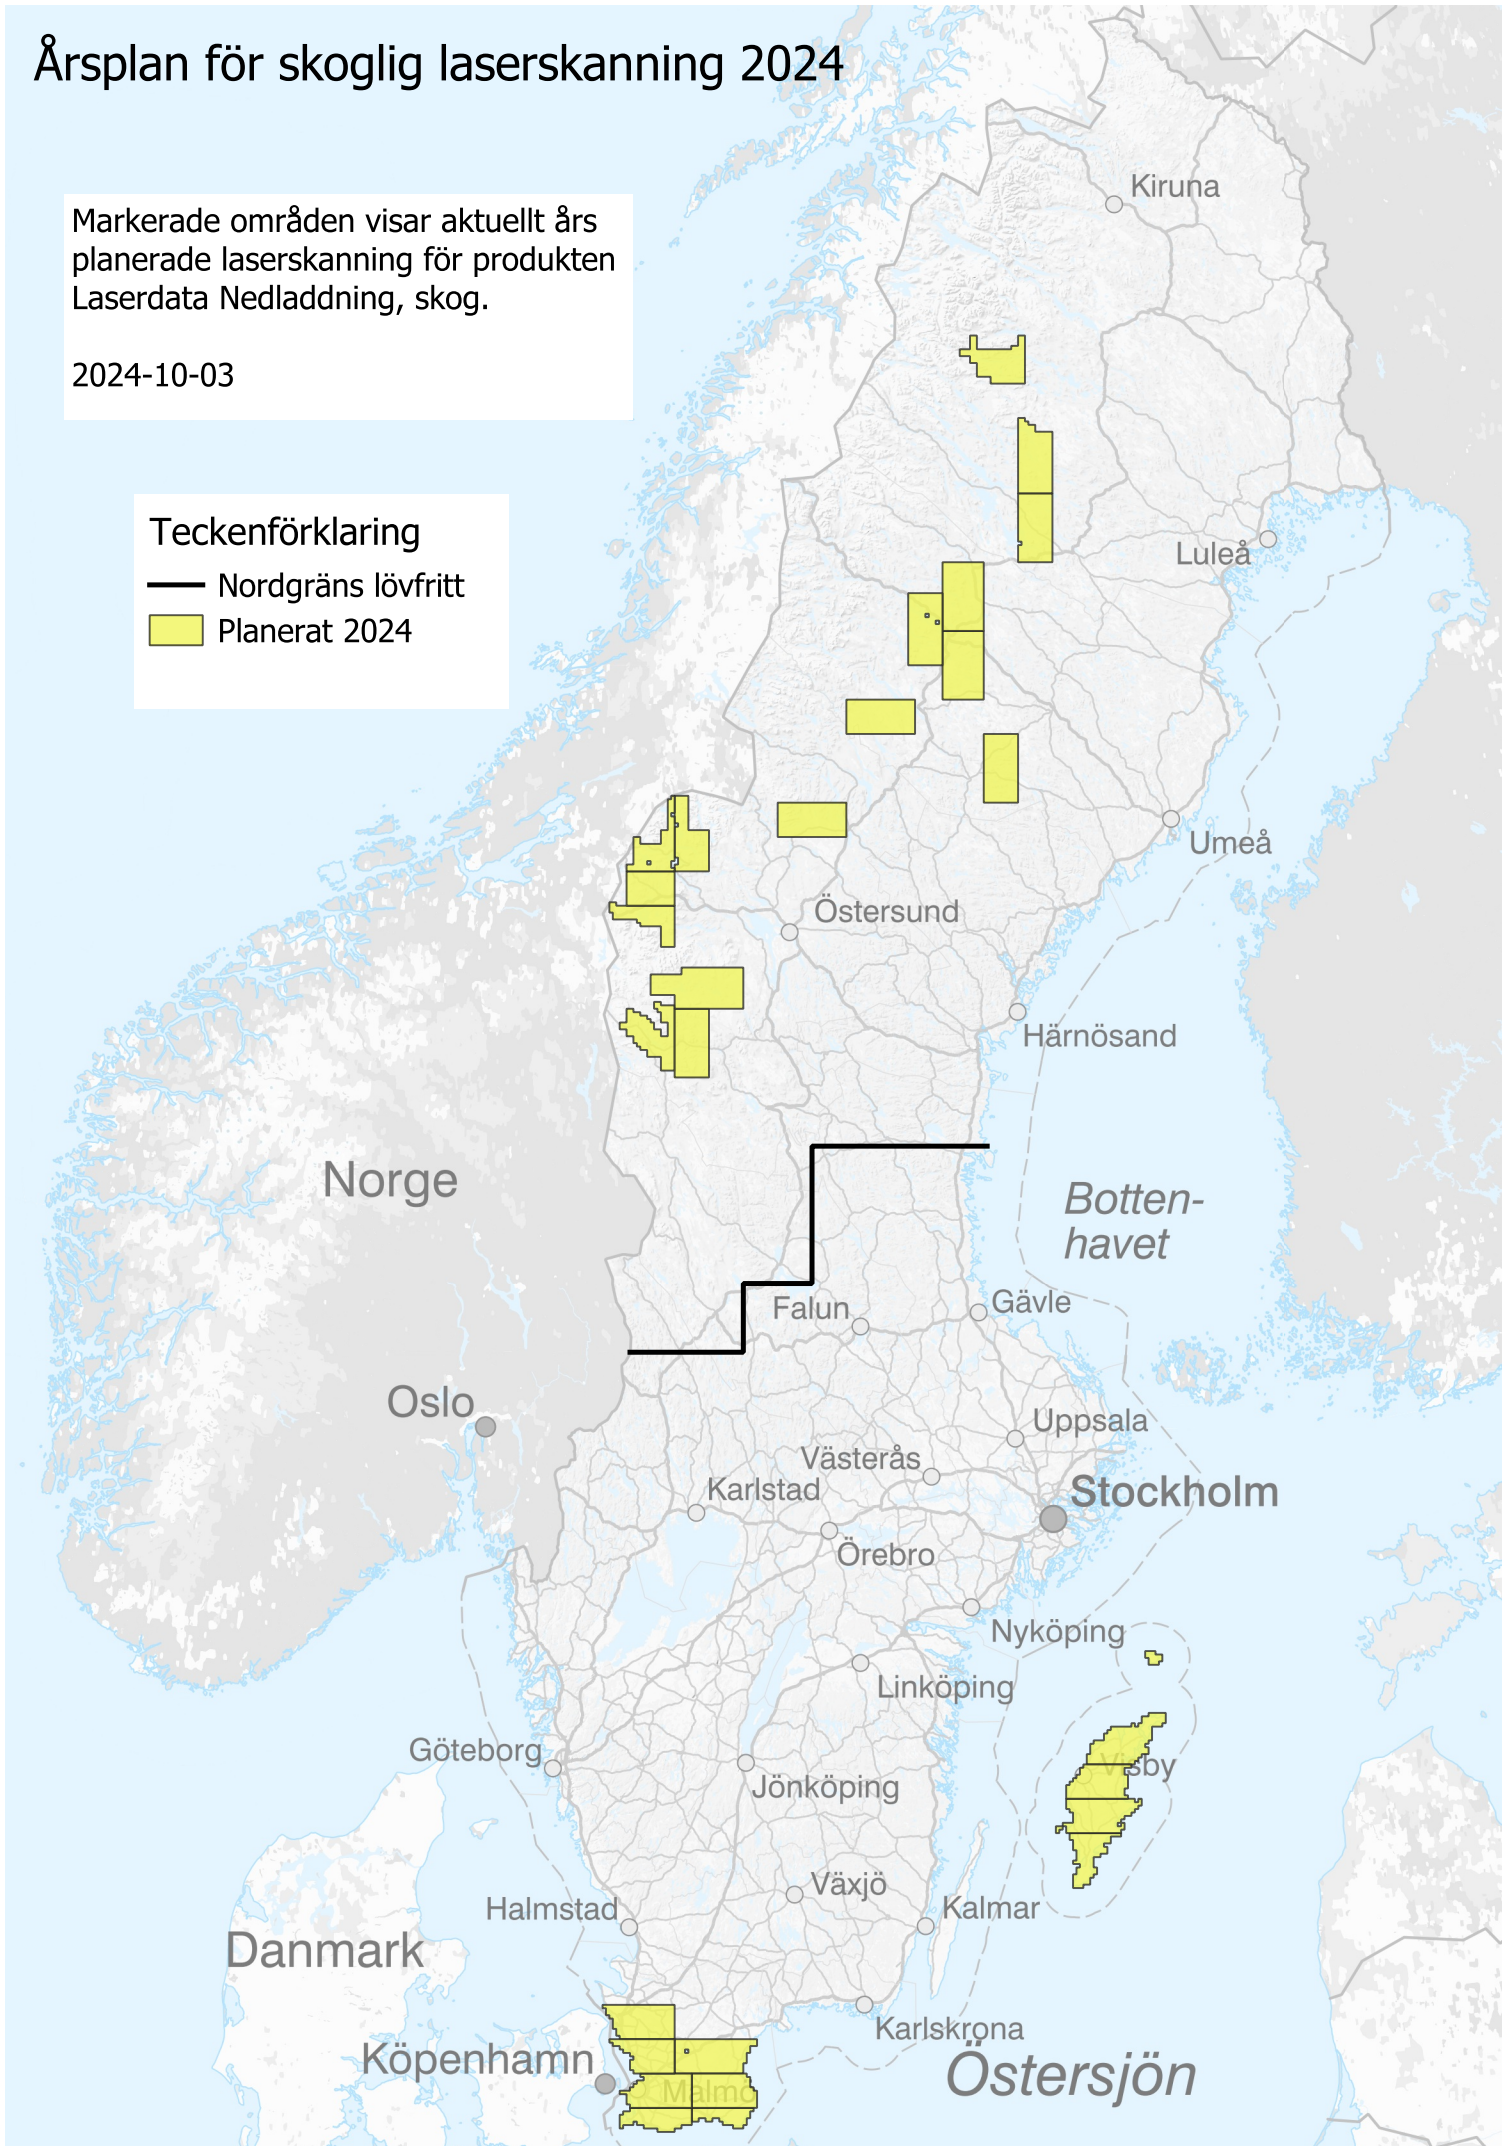 Årsplan för skoglig laserskanning 2024
Markerade områden visar aktuellt års
planerade laserskanning för produkten
Laserdata Nedladdning, skog.
2024-10-03
Teckenförklaring
Nordgräns lövfritt
Planerat 2024
Kiruna
Luleå
Umeå
Östersund
Härnösand
Norge
Botten-
havet
Falun
Gävle
Oslo
Uppsala
Västerås
Karlstad
Stockholm
Örebro
Nyköping
Linköping
Göteborg
Visby
Jönköping
Växjö
Halmstad
Kalmar
Danmark
Karlskrona
Köpenhamn
Östersjön
Malmö